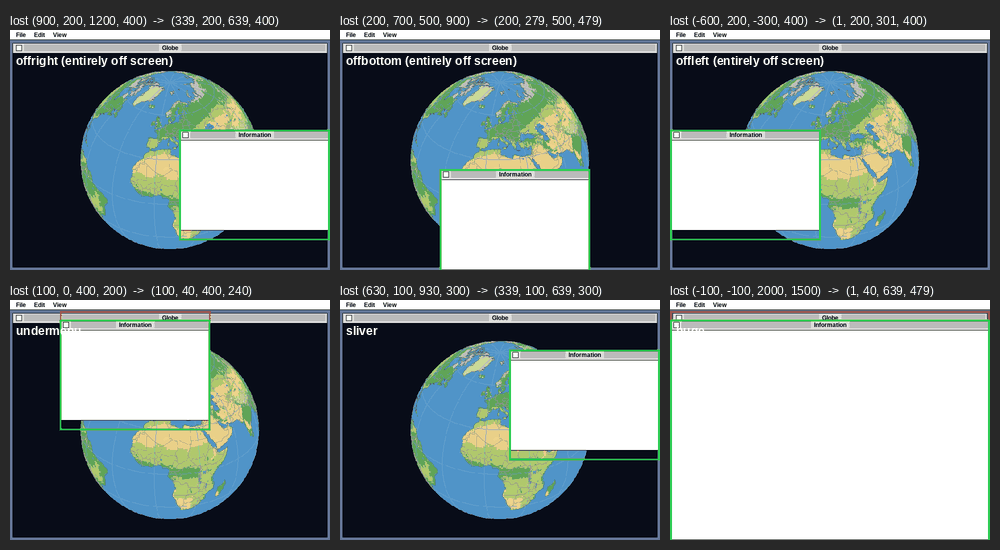 lost (900, 200, 1200, 400)  ->  (339, 200, 639, 400)
File Edit View
Globe
offright (entirely off screen)
Information
lost (200, 700, 500, 900)  ->  (200, 279, 500, 479)
File Edit View
Globe
offbottom (entirely off screen)
Information
lost (-600, 200, -300, 400)  ->  (1, 200, 301, 400)
File Edit View
Globe
offleft (entirely off screen)
Information
lost (100, 0, 400, 200)  ->  (100, 40, 400, 240)
File Edit View
Globe
Information
lost (630, 100, 930, 300)  ->  (339, 100, 639, 300)
File Edit View
Globe
sliver
Information
lost (-100, -100, 2000, 1500)  ->  (1, 40, 639, 479)
File Edit View
Globe
Information